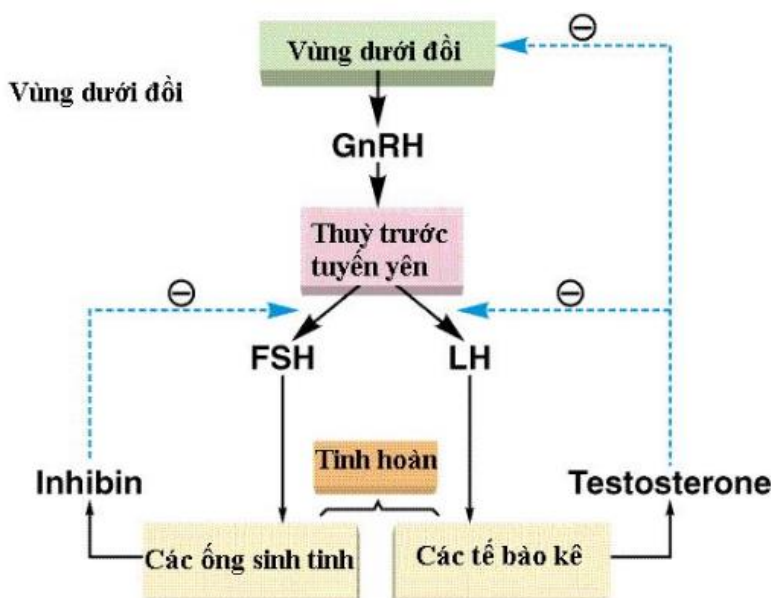 Vùng dưới đồi
Vùng dưới đồi
GnRH
Thuỳ trước
tuyến yên
FSH
LH
Tinh hoàn
Inhibin
Testosterone
Các ống sinh tinh
Các tế bào kê